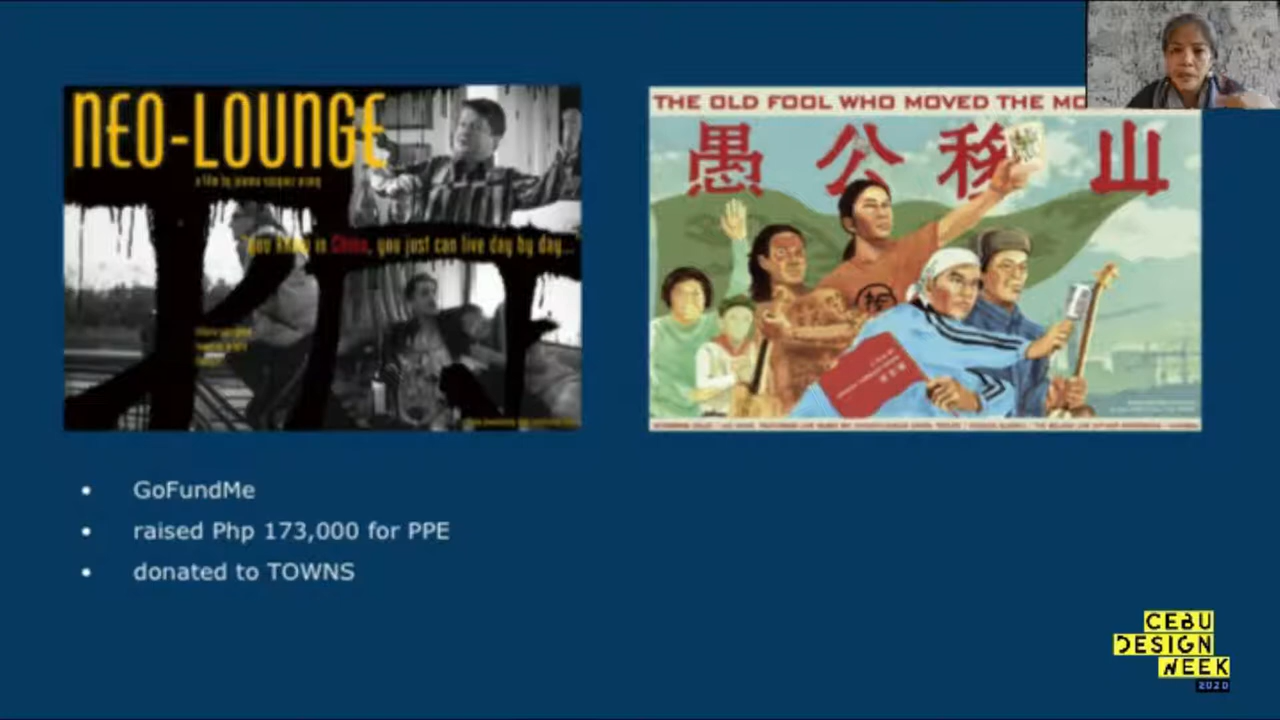 NEO-LOUNGE
a film by joanna vasquez arong
"you know in China, you just can live day by day..."
THE OLD FOOL WHO MOVED THE MO
愚公移山
GoFundMe
raised Php 173,000 for PPE
donated to TOWNS
CEBU
DESIGN
WEEK
2020